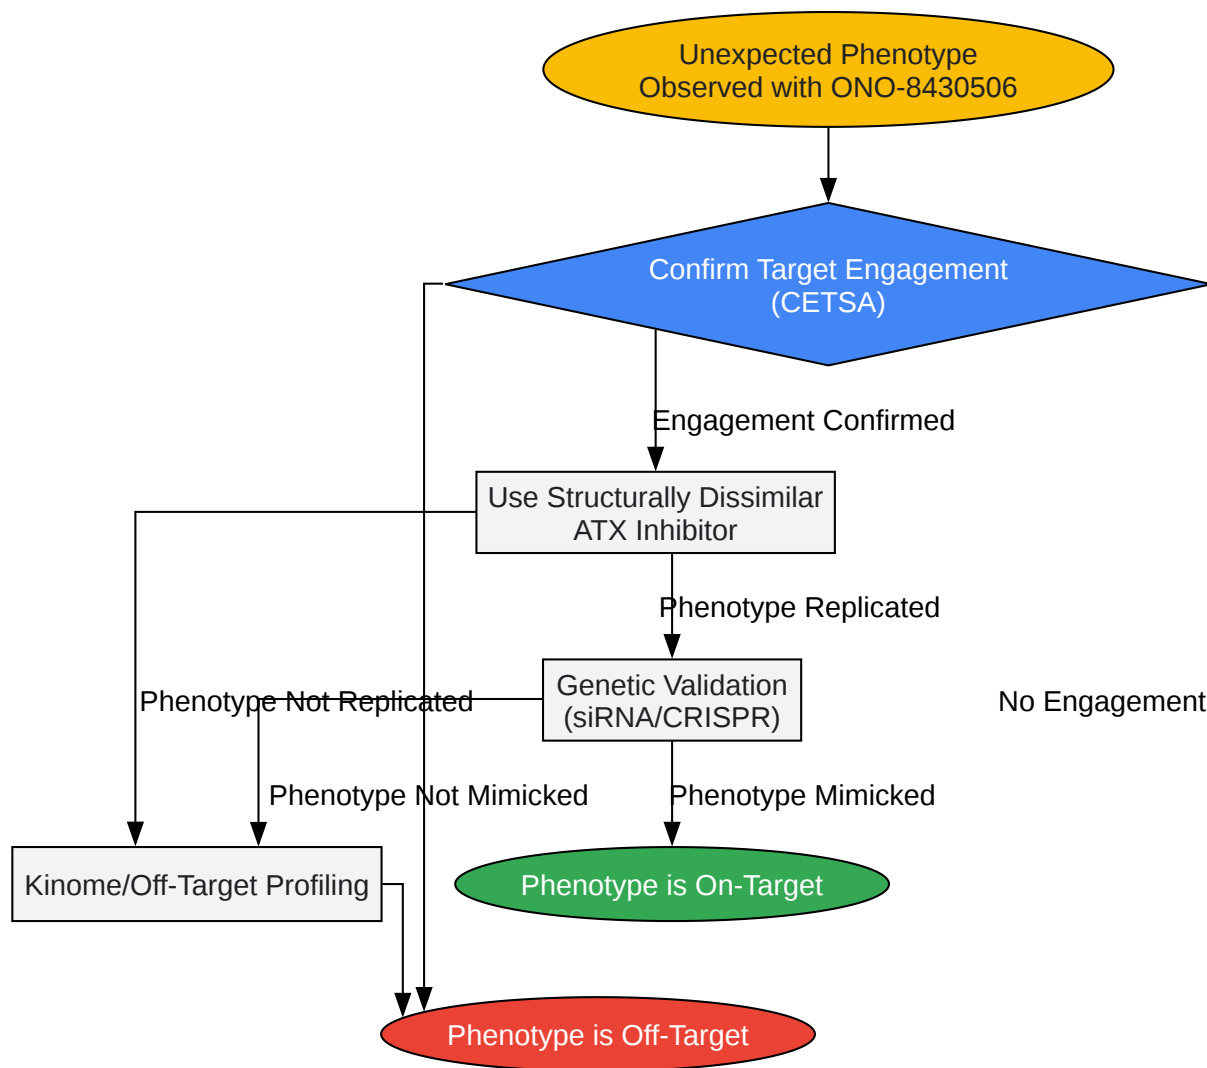 Unexpected Phenotype
Observed with ONO-8430506
Confirm Target Engagement
(CETSA)
Engagement Confirmed
Use Structurally Dissimilar
ATX Inhibitor
Phenotype Replicated
Genetic Validation
(siRNA/CRISPR)
Phenotype Not Replicated
No Engagement
Phenotype Not Mimicked
Phenotype Mimicked
Kinome/Off-Target Profiling
Phenotype is On-Target
Phenotype is Off-Target